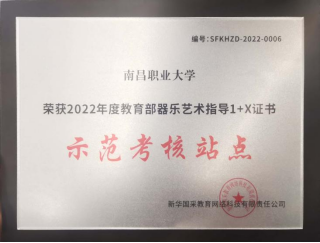 编号:SFKHZD-2022-0006
南昌职业大学
荣获2022年度教育部器乐艺术指导1+X证书
示范考核站点
新华国采教育网络科技有限责任公司